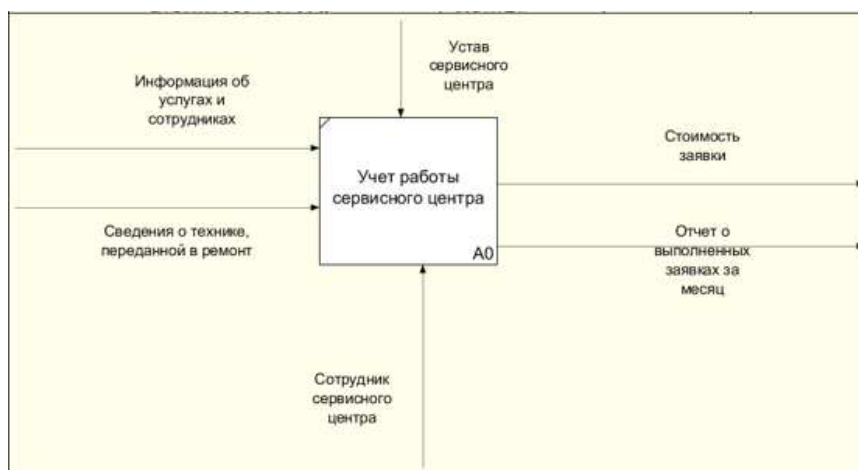 Устав
сервисного
центра
Информация об
услугах и
сотрудниках
Стоимость
заявки
Учет работы
сервисного центра
A0
Сведения о технике,
переданной в ремонт
Отчет о
выполненных
заявках за
месяц
Сотрудник
сервисного
центра